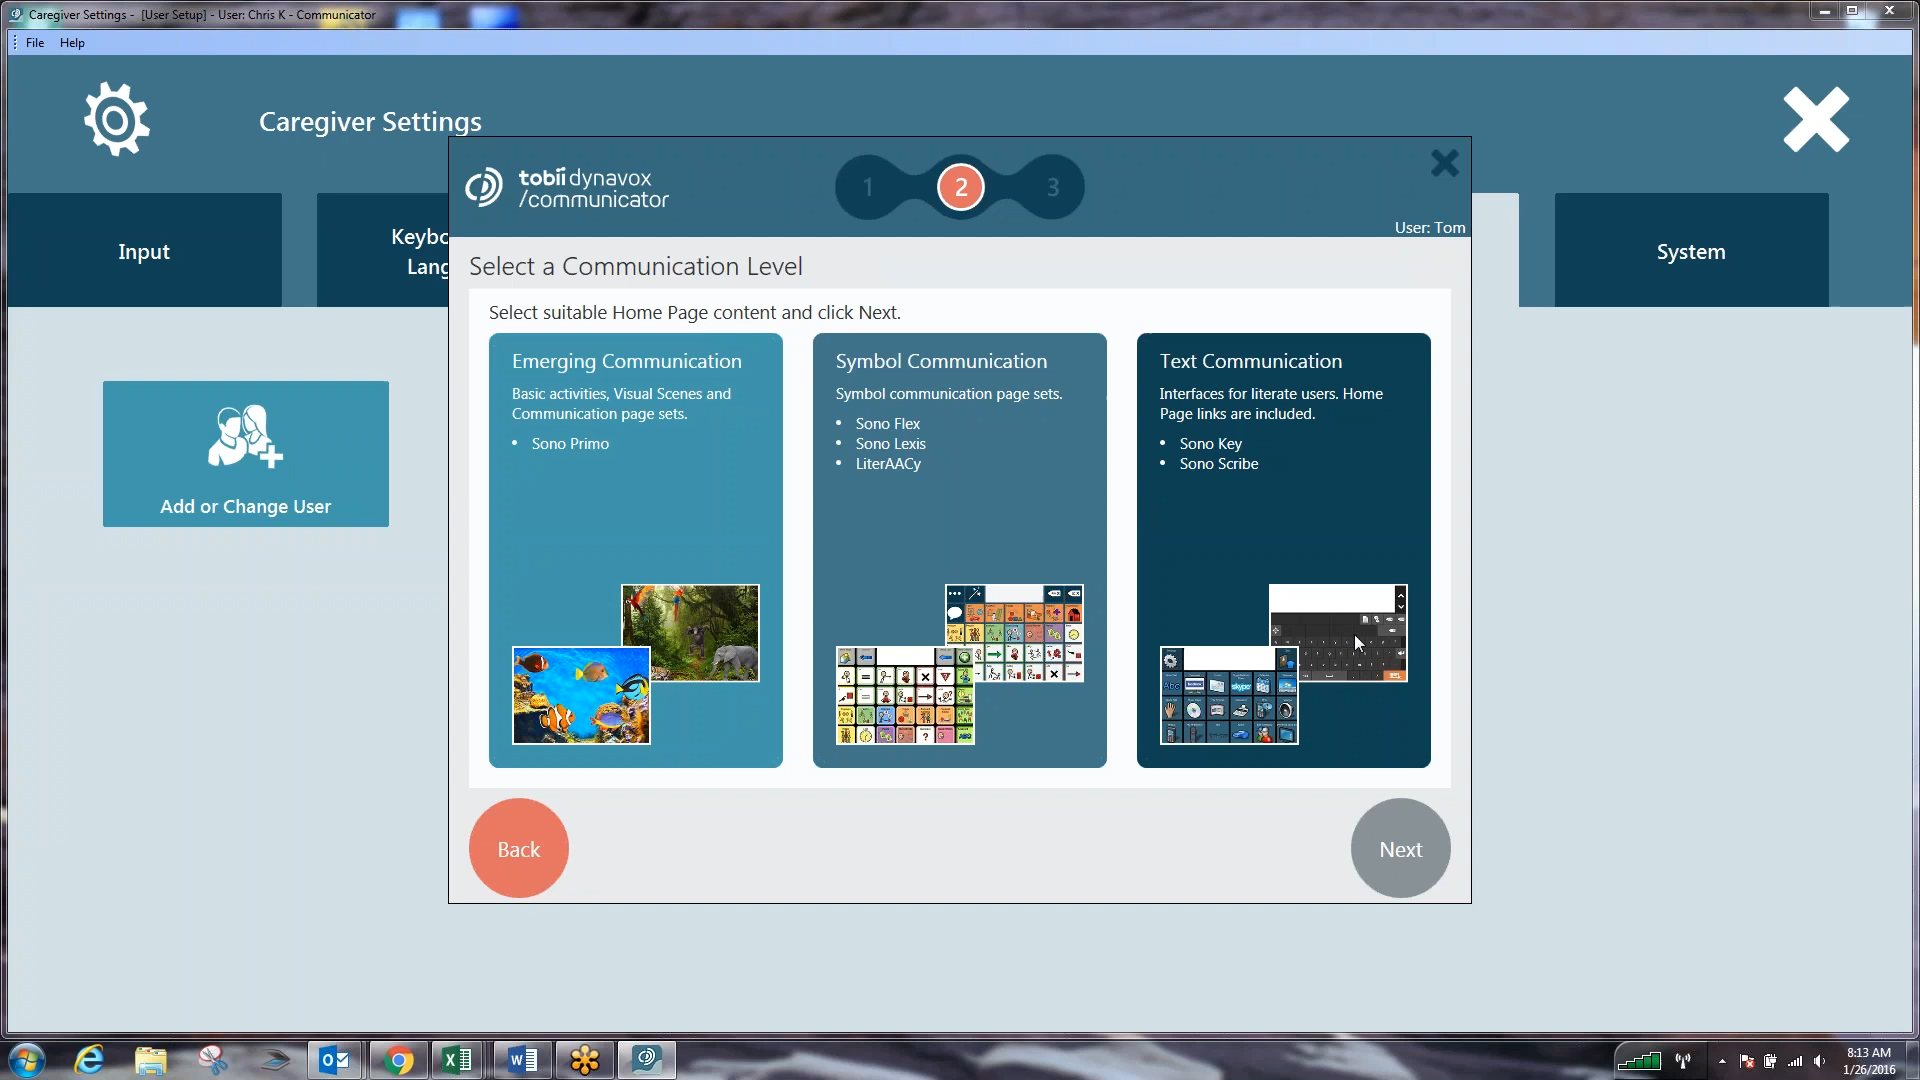 Caregiver Settings - [User Setup] - User: Chris K - Communicator
File Help
Caregiver Settings
tobii dynavox
/communicator
1 2 3
User: Tom
Input
Keybo
Lang
System
Select a Communication Level
Select suitable Home Page content and click Next.
Emerging Communication
Basic activities, Visual Scenes and
Communication page sets.
• Sono Primo
Symbol Communication
Symbol communication page sets.
• Sono Flex
• Sono Lexis
• LiterAACy
Text Communication
Interfaces for literate users. Home
Page links are included.
• Sono Key
• Sono Scribe
Abc
skype
Add or Change User
Back
Next
8:13 AM
1/26/2016